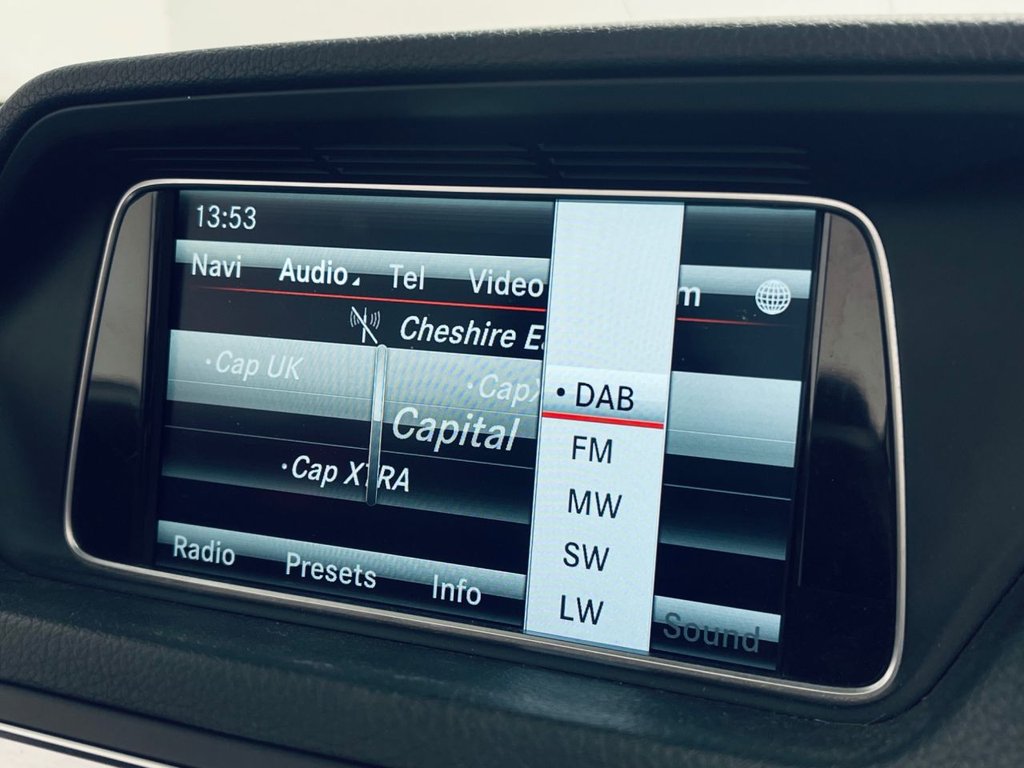 13:53
Navi Audio Tel Video m
Cheshire E
Cap UK Cap
Capital
Cap XTRA
DAB
FM
MW
SW
LW
Radio Presets Info Sound